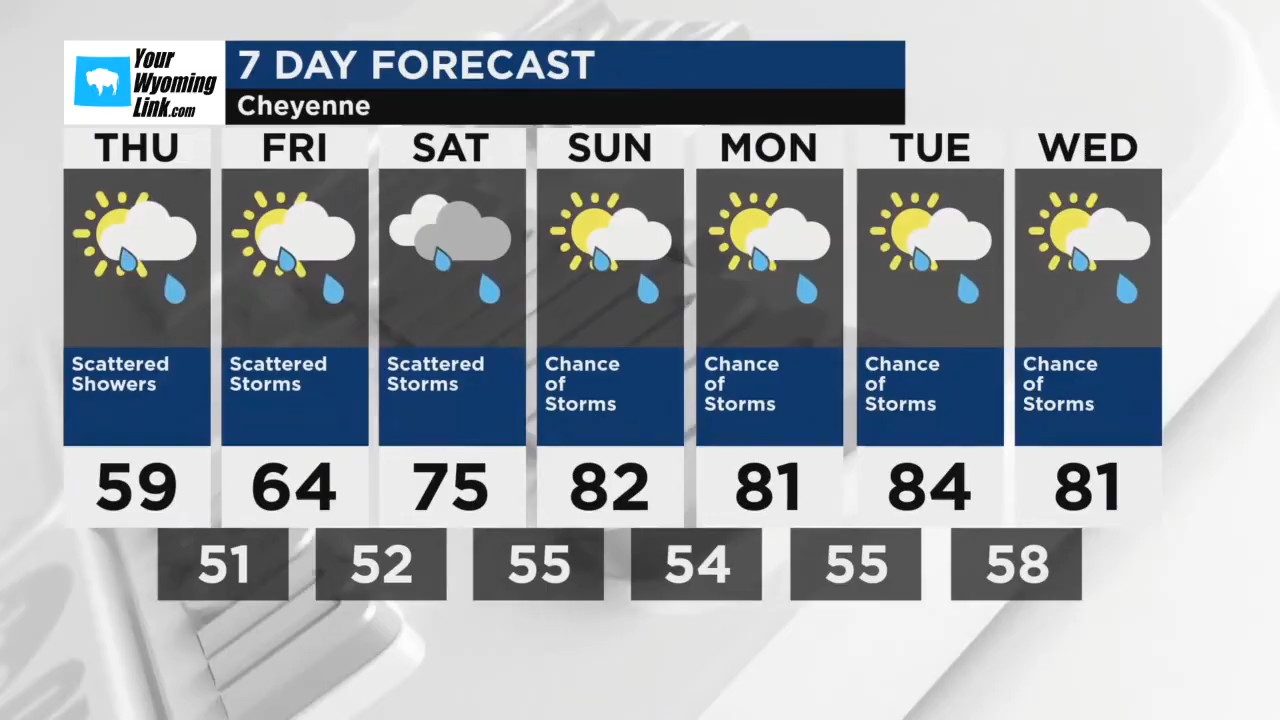 Your
Wyoming
Link.com
7 DAY FORECAST
Cheyenne
THU FRI SAT SUN MON TUE WED
Scattered
Showers
Scattered
Storms
Scattered
Storms
Chance
of
Storms
Chance
of
Storms
Chance
of
Storms
Chance
of
Storms
59 64 75 82 81 84 81
51 52 55 54 55 58